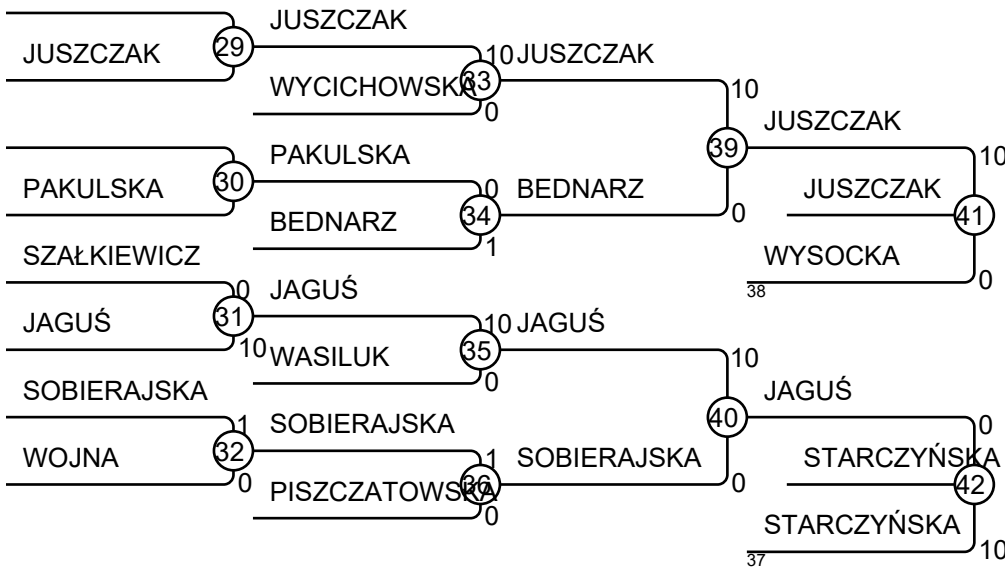 JUSZCZAK
JUSZCZAK 29 10 JUSZCZAK
WYCICHOWSKA 33 10
0 JUSZCZAK
PAKULSKA 39 10
PAKULSKA 30 0 BEDNARZ JUSZCZAK
BEDNARZ 34 0 41
1
SZAŁKIEWICZ WYSOCKA
0 JAGUŚ 38 0
JAGUŚ 31 10 JAGUŚ
10 WASILUK 35 10
0
SOBIERAJSKA JAGUŚ
1 SOBIERAJSKA 40 0
WOJNA 32 1 SOBIERAJSKA STARCZYŃSKA
0 PISZCZATOWSKA 36 0 42
0 STARCZYŃSKA
37 10